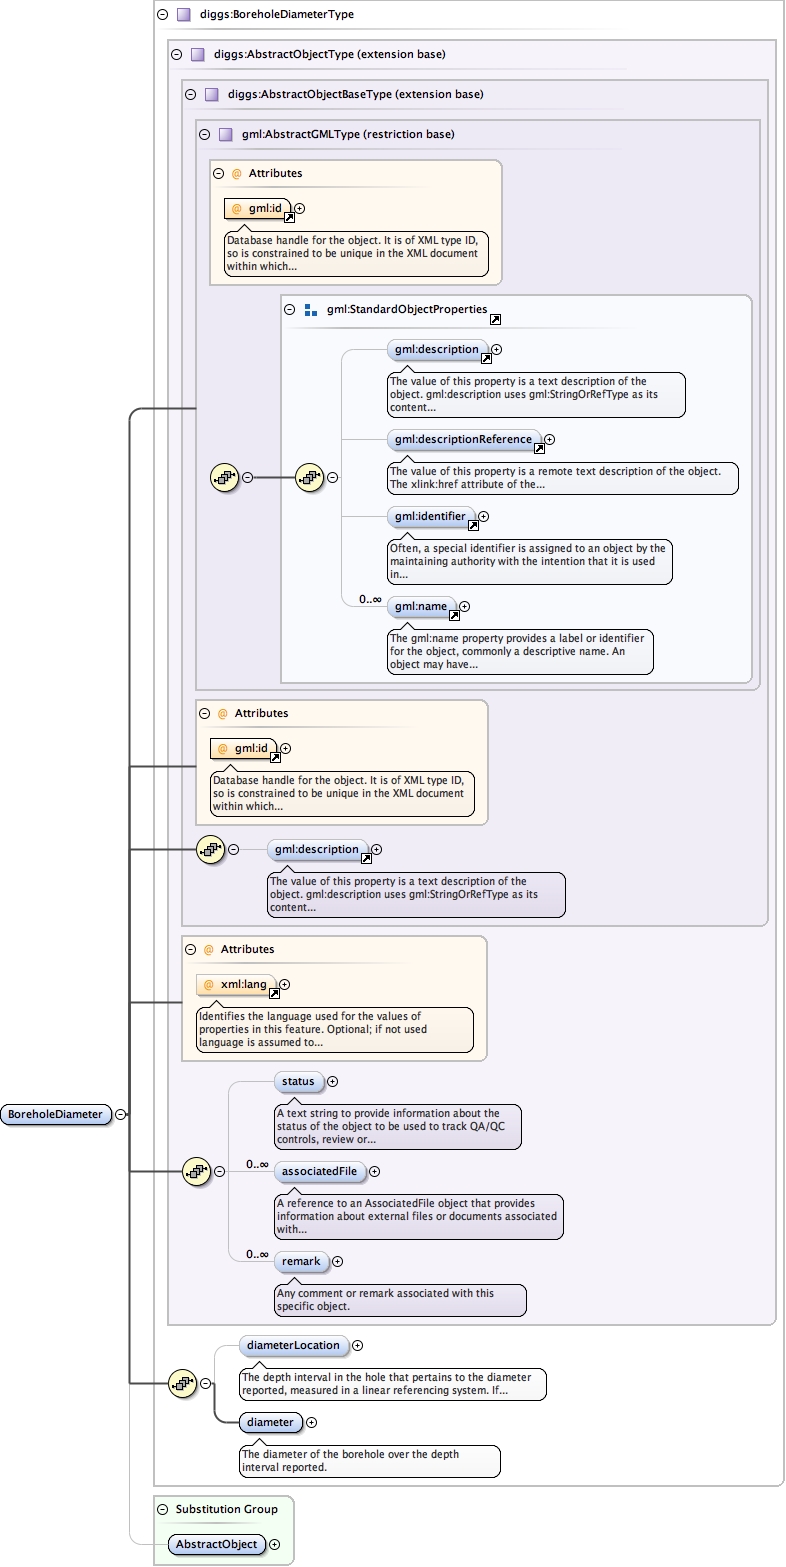 diggs:BoreholeDiameterType
diggs:AbstractObjectType (extension base)
diggs:AbstractObjectBaseType (extension base)
gml:AbstractGMLType (restriction base)
@ Attributes
@ gml:id
Database handle for the object. It is of XML type ID,
so is constrained to be unique in the XML document
within which...
gml:StandardObjectProperties
gml:description
The value of this property is a text description of the
object. gml:description uses gml:StringOrRefType as its
content...
gml:descriptionReference
The value of this property is a remote text description of the object.
The xlink:href attribute of the...
gml:identifier
Often, a special identifier is assigned to an object by the
maintaining authority with the intention that it is used
in...
0..∞
gml:name
The gml:name property provides a label or identifier
for the object, commonly a descriptive name. An
object may have...
@ Attributes
@ gml:id
Database handle for the object. It is of XML type ID,
so is constrained to be unique in the XML document
within which...
gml:description
The value of this property is a text description of the
object. gml:description uses gml:StringOrRefType as its
content...
@ Attributes
@ xml:lang
Identifies the language used for the values of
properties in this feature. Optional; if not used
language is assumed to...
status
A text string to provide information about the
status of the object to be used to track QA/QC
controls, review or...
BoreholeDiameter
0..∞
associatedFile
A reference to an AssociatedFile object that provides
information about external files or documents associated
with...
0..∞
remark
Any comment or remark associated with this
specific object.
diameterLocation
The depth interval in the hole that pertains to the diameter
reported, measured in a linear referencing system. If...
diameter
The diameter of the borehole over the depth
interval reported.
Substitution Group
AbstractObject